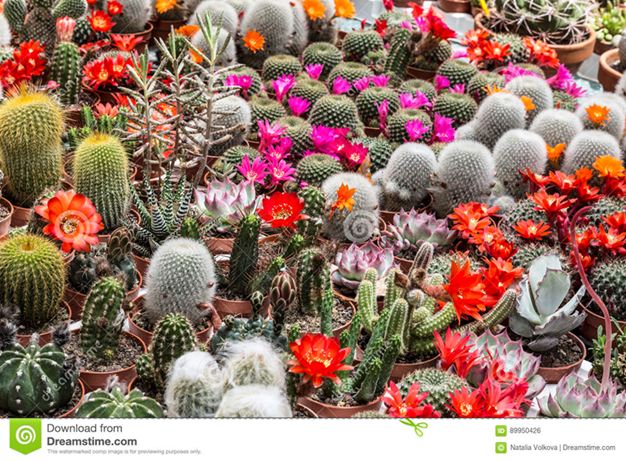 Download from
Dreamstime.com
This watermarked comp image is for previewing purposes only.
89950426
Natalia Volkova | Dreamstime.com